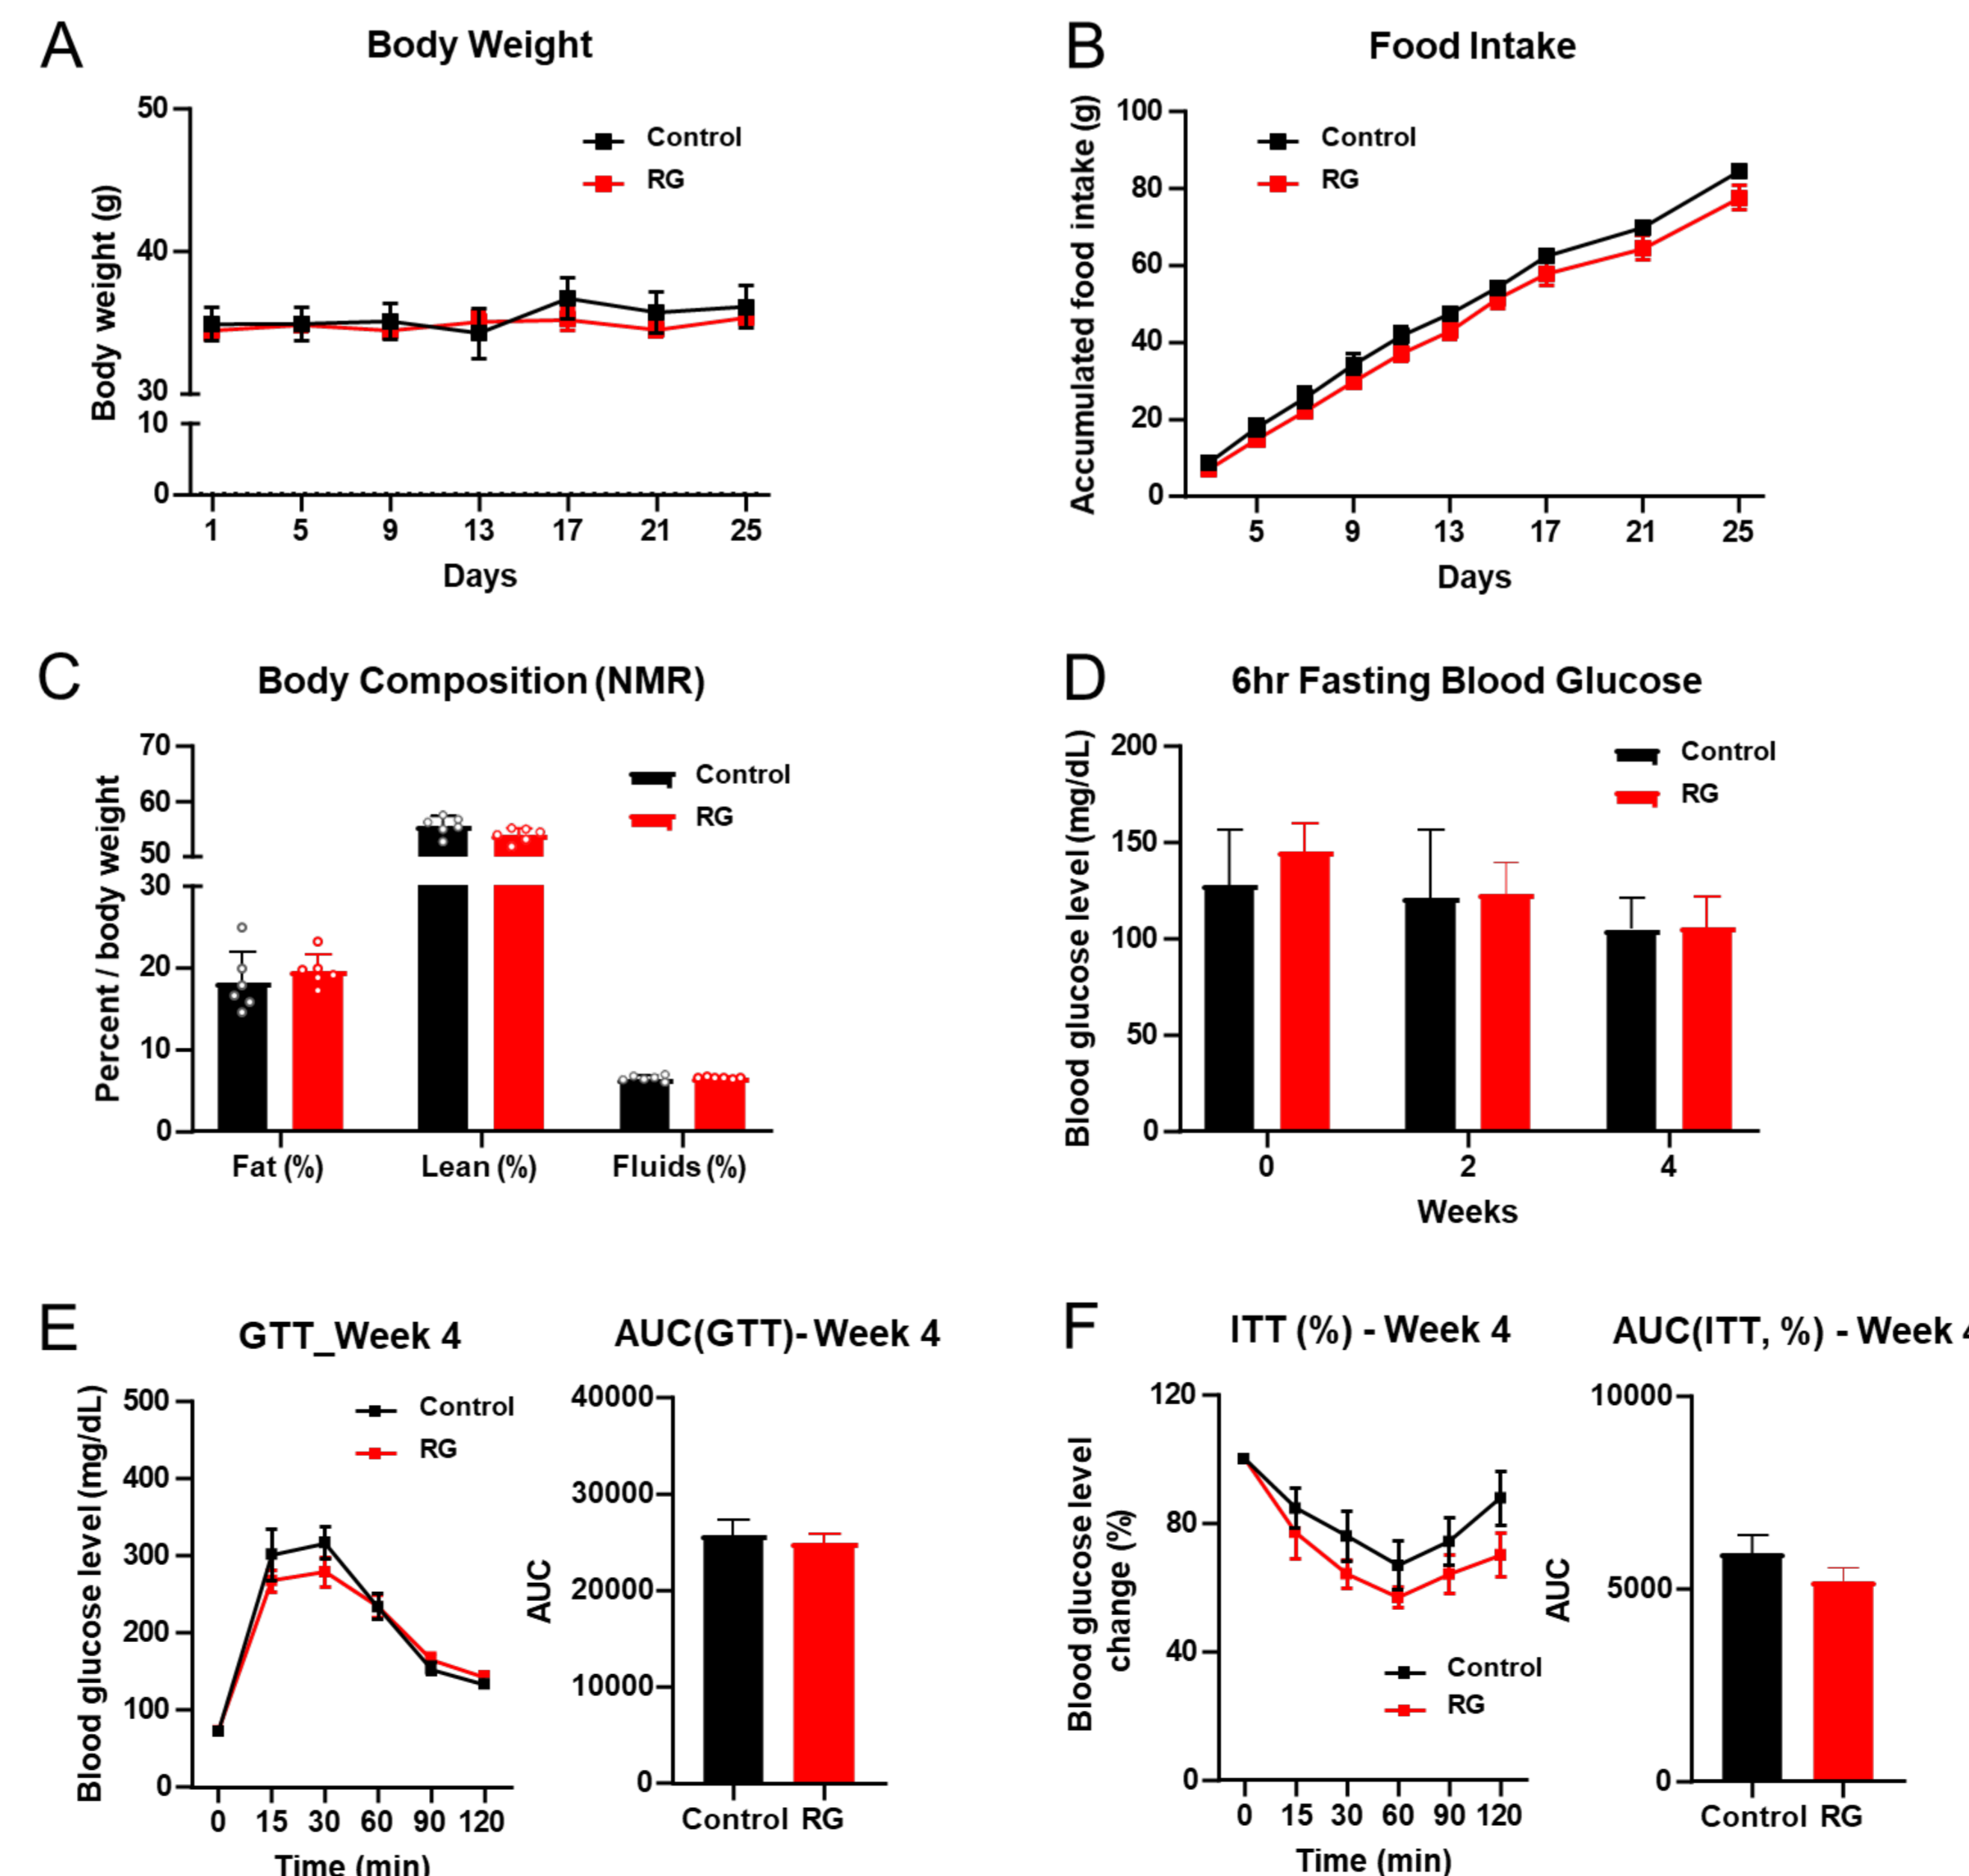 A
Body Weight
Body weight (g)
50
40
30
10
0
Control
RG
1 5 9 13 17 21 25
Days
B
Food Intake
Accumulated food intake (g)
100
80
60
40
20
0
Control
RG
5 9 13 17 21 25
Days
C
Body Composition (NMR)
Percent / body weight
70
60
50
30
20
10
0
Control
RG
Fat (%) Lean (%) Fluids (%)
D
6hr Fasting Blood Glucose
Blood glucose level (mg/dL)
200
150
100
50
0
Control
RG
0 2 4
Weeks
E
GTT_Week 4
Blood glucose level (mg/dL)
500
400
300
200
100
0
Control
RG
0 15 30 60 90 120
Time (min)
AUC(GTT)- Week 4
AUC
40000
30000
20000
10000
0
Control RG
F
ITT (%) - Week 4
Blood glucose level
change (%)
120
80
40
0
Control
RG
0 15 30 60 90 120
Time (min)
AUC(ITT, %) - Week 4
AUC
10000
5000
0
Control RG